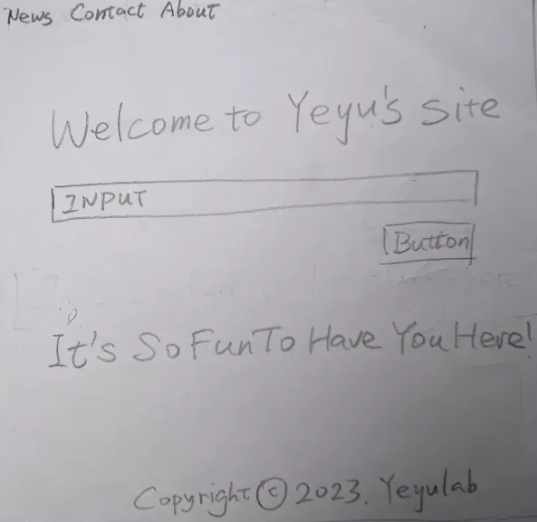 News Contact About
Welcome to Yeyu's site
INPUT
Button
It's So Fun To Have You Here!
Copyright © 2023. Yeyulab